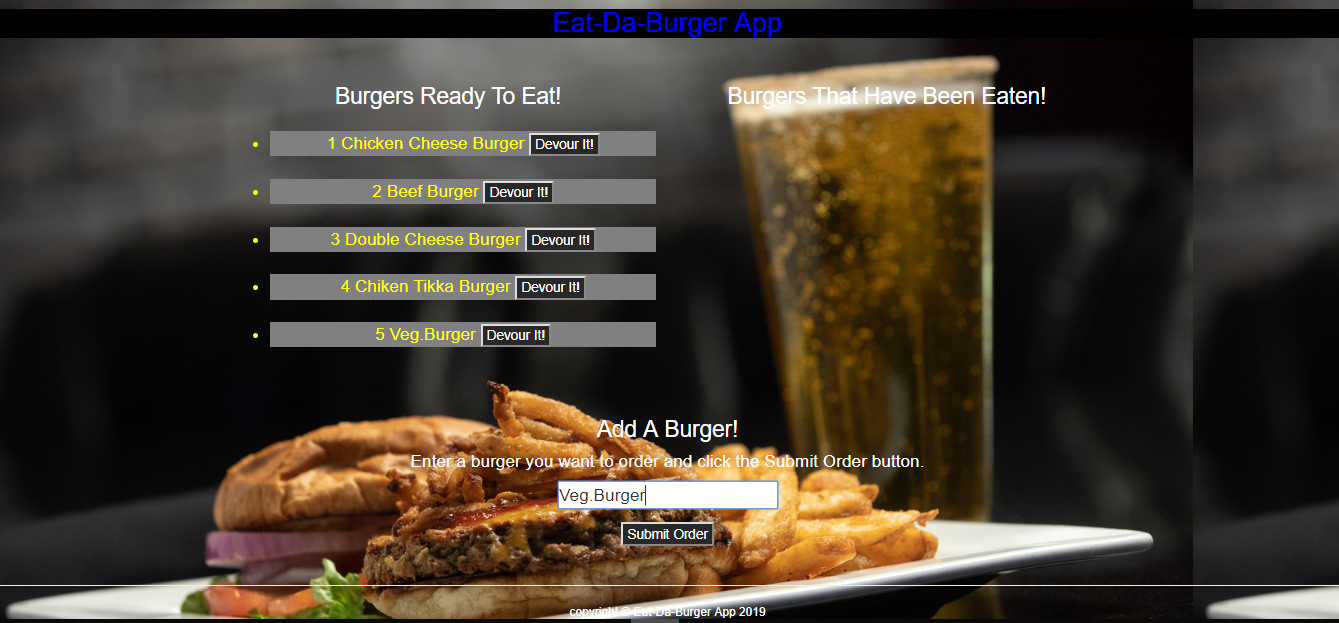 Eat-Da-Burger App
Burgers Ready To Eat!
1 Chicken Cheese Burger Devour It!
2 Beef Burger Devour It!
3 Double Cheese Burger Devour It!
4 Chiken Tikka Burger Devour It!
5 Veg.Burger Devour It!
Burgers That Have Been Eaten!
Add A Burger!
Enter a burger you want to order and click the Submit Order button.
Veg.Burger
Submit Order
copyright © Eat-Da-Burger App 2019